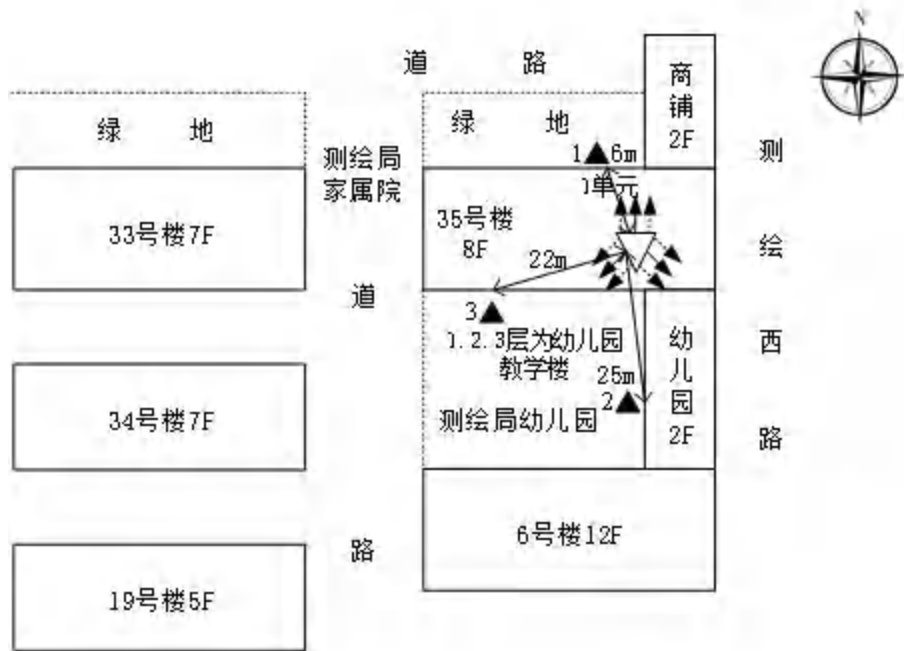 N
道 路
商铺 2F
绿 地
绿 地
1 6m
测绘局
家属院
1单元
33号楼7F
35号楼
8F
22m
测绘西路
道
路
3
1.2.3层为幼儿园
教学楼
25m
2
幼儿园 2F
34号楼7F
测绘局幼儿园
6号楼12F
19号楼5F